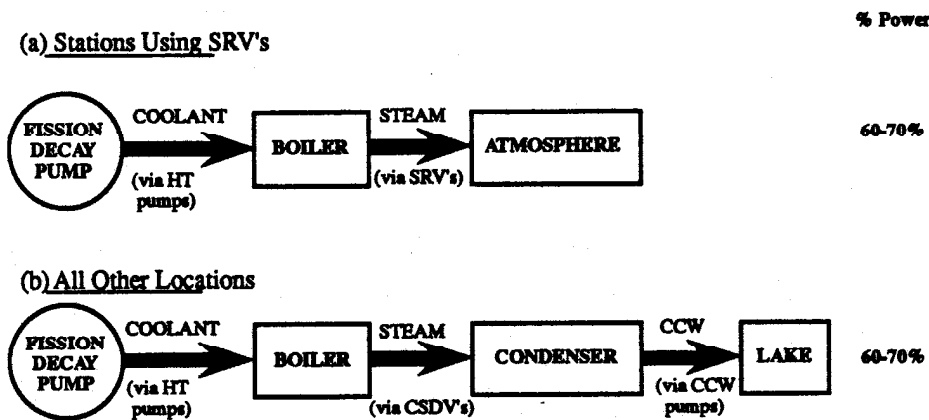 % Power
(a) Stations Using SRV's
FISSION
DECAY
PUMP
COOLANT
(via HT
pumps)
BOILER
STEAM
(via SRV's)
ATMOSPHERE
60-70%
(b) All Other Locations
FISSION
DECAY
PUMP
COOLANT
(via HT
pumps)
BOILER
STEAM
(via CSDV's)
CONDENSER
CCW
(via CCW
pumps)
LAKE
60-70%